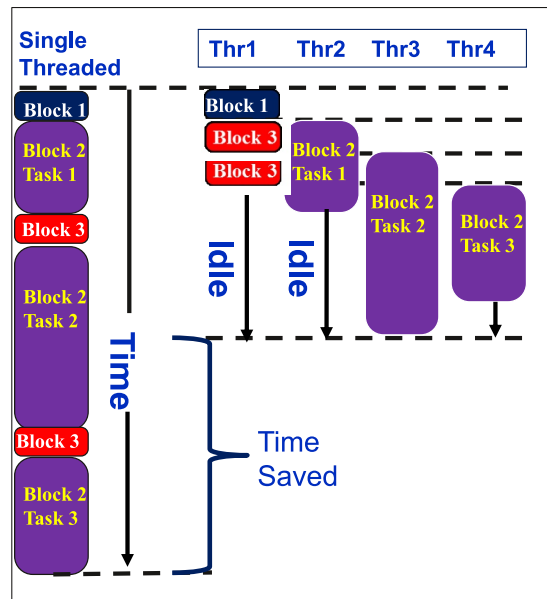 Single
Threaded
Thr1 Thr2 Thr3 Thr4
Block 1
Block 2
Task 1
Block 3
Block 2
Task 2
Block 3
Block 2
Task 3
Time
Block 1
Block 3
Block 3
Idle
Block 2
Task 1
Idle
Block 2
Task 2
Block 2
Task 3
Time
Saved